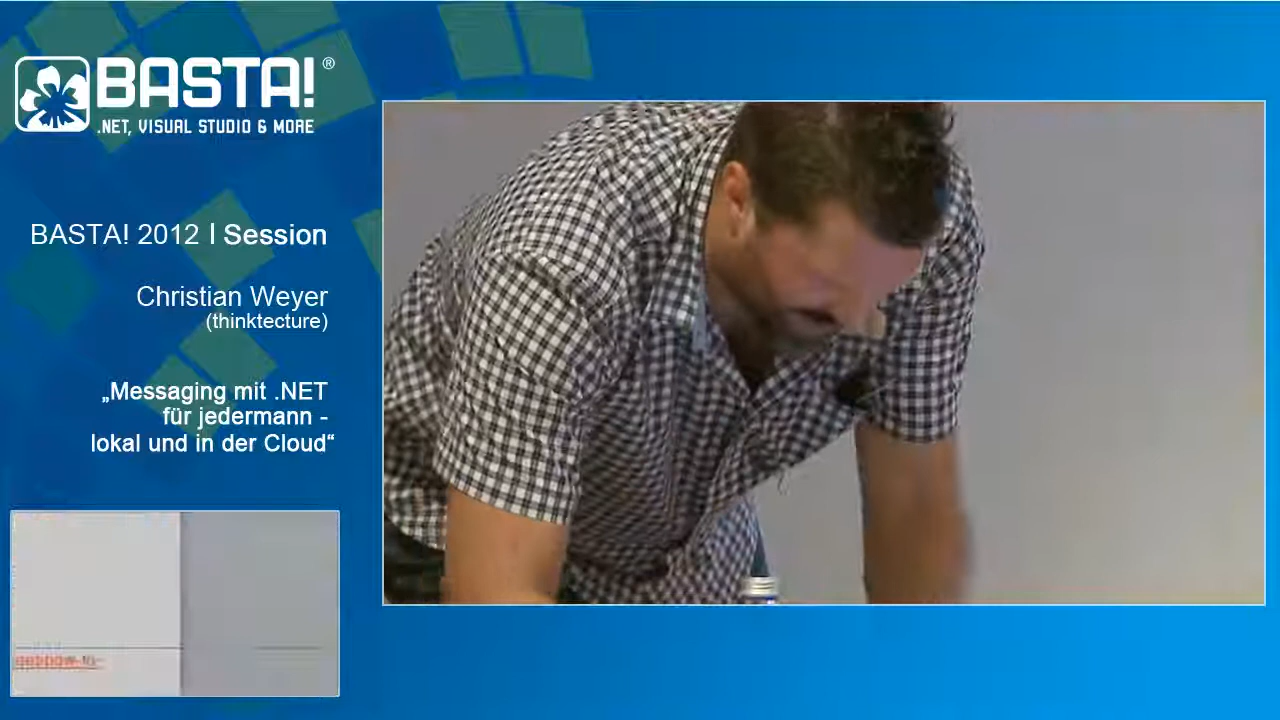 BASTA!®
.NET, VISUAL STUDIO & MORE
BASTA! 2012 | Session
Christian Weyer
(thinktecture)
„Messaging mit .NET
für jedermann -
lokal und in der Cloud“